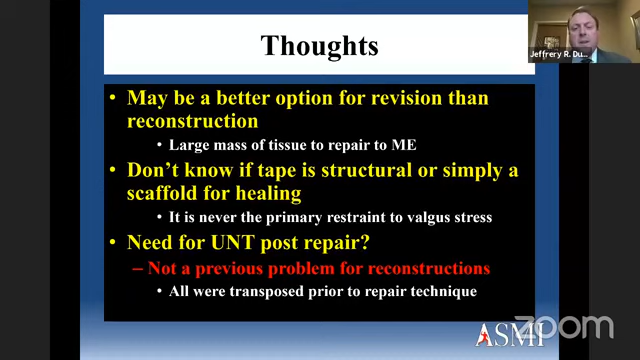 Thoughts
Jeffrery R. Du...
• May be a better option for revision than
reconstruction
• Large mass of tissue to repair to ME
• Don't know if tape is structural or simply a
scaffold for healing
• It is never the primary restraint to valgus stress
• Need for UNT post repair?
– Not a previous problem for reconstructions
• All were transposed prior to repair technique
ASMI
zoom